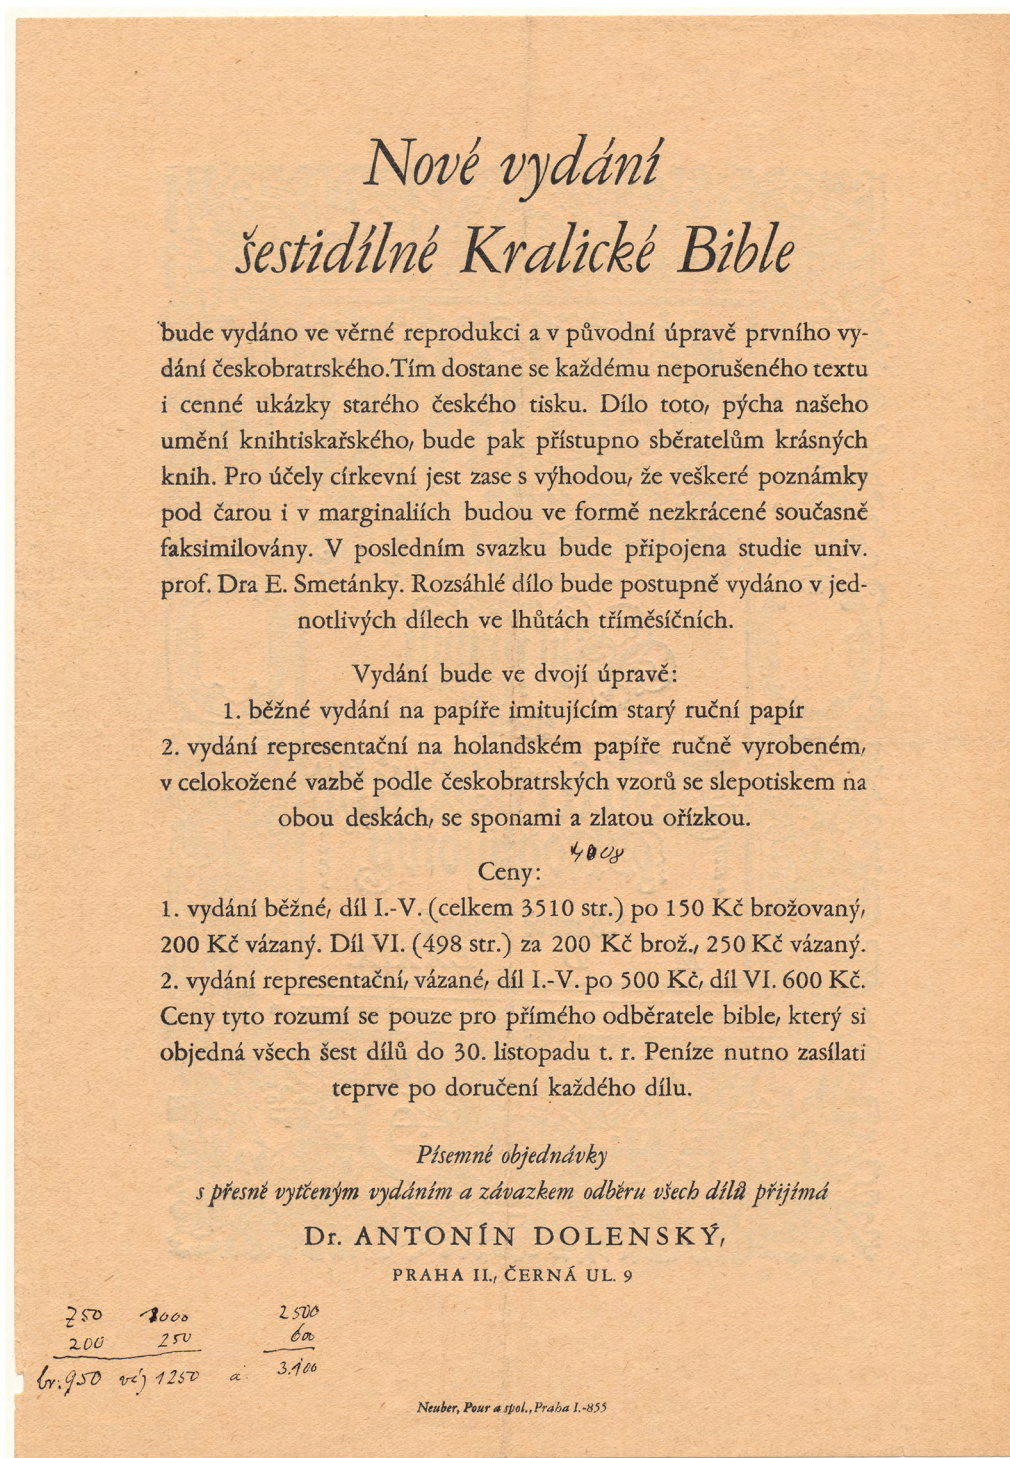 Nové vydání
šestidílné Kralické Bible
bude vydáno ve věrné reprodukci a v původní úpravě prvního vy-
dání českobratrského.Tím dostane se každému neporušeného textu
i cenné ukázky starého českého tisku. Dílo toto, pýcha našeho
umění knihtiskařského, bude pak přístupno sběratelům krásných
knih. Pro účely církevní jest zase s výhodou, že veškeré poznámky
pod čarou i v marginaliích budou ve formě nezkrácené současně
faksimilovány. V posledním svazku bude připojena studie univ.
prof. Dra E. Smetánky. Rozsáhlé dílo bude postupně vydáno v jed-
notlivých dílech ve lhůtách tříměsíčních.
Vydání bude ve dvojí úpravě:
1. běžné vydání na papíře imitujícím starý ruční papír
2. vydání representační na holandském papíře ručně vyrobeném,
v celokožené vazbě podle českobratrských vzorů se slepotiskem na
obou deskách, se sponami a zlatou ořízkou.
4008
Ceny:
1. vydání běžné, díl I.-V. (celkem 3510 str.) po 150 Kč brožovaný,
200 Kč vázaný. Díl VI. (498 str.) za 200 Kč brož., 250 Kč vázaný.
2. vydání representační, vázané, díl I.-V. po 500 Kč, díl VI. 600 Kč.
Ceny tyto rozumí se pouze pro přímého odběratele bible, který si
objedná všech šest dílů do 30. listopadu t. r. Peníze nutno zasílati
teprve po doručení každého dílu.
Písemné objednávky
s přesně vytčeným vydáním a závazkem odběru všech dílů přijímá
Dr. ANTONÍN DOLENSKÝ,
PRAHA II., ČERNÁ UL. 9
750 1000 2500
200 250 600
br. 950 váz 1250 a 3.100
Neuber, Pour a spol., Praha I.-855